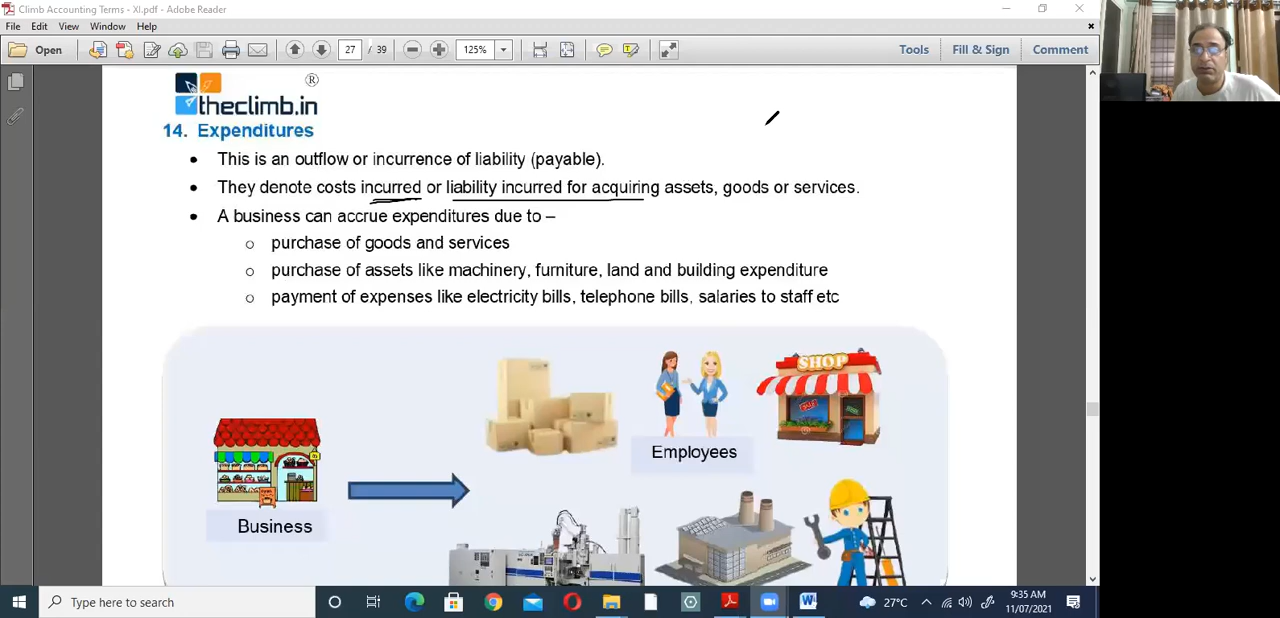 Climb Accounting Terms - XI.pdf - Adobe Reader
File Edit View Window Help
Open 27 / 39 125% Tools Fill & Sign Comment
theclimb.in ®
14. Expenditures
• This is an outflow or incurrence of liability (payable).
• They denote costs incurred or liability incurred for acquiring assets, goods or services.
• A business can accrue expenditures due to –
o purchase of goods and services
o purchase of assets like machinery, furniture, land and building expenditure
o payment of expenses like electricity bills, telephone bills, salaries to staff etc
SHOP
Employees
Business
Type here to search
27°C
9:35 AM
11/07/2021